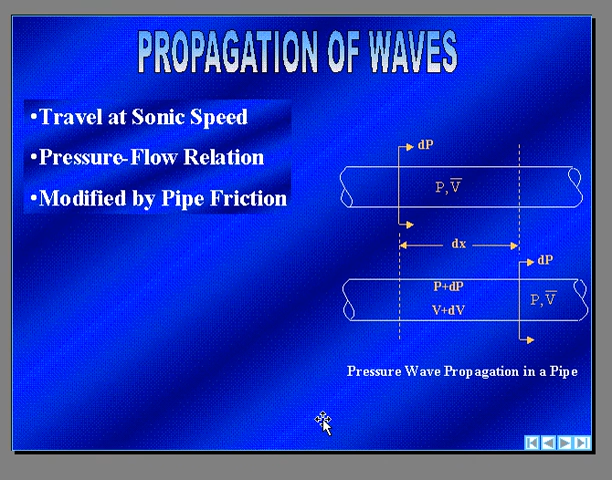 PROPAGATION OF WAVES
•Travel at Sonic Speed
•Pressure-Flow Relation
•Modified by Pipe Friction
dP
P,V̅
dx
dP
P+dP
V+dV
P,V̅
Pressure Wave Propagation in a Pipe